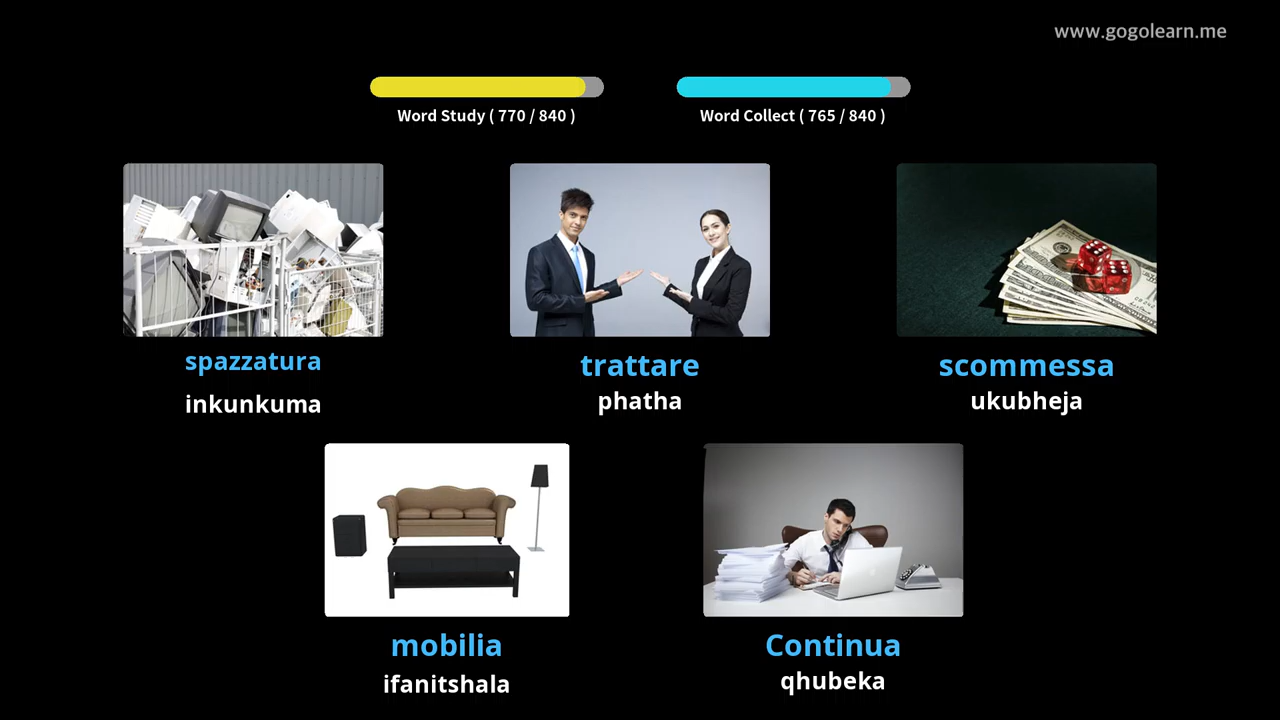 www.gogolearn.me
Word Study ( 770 / 840 )
Word Collect ( 765 / 840 )
spazzatura
inkunkuma
trattare
phatha
scommessa
ukubheja
mobilia
ifanitshala
Continua
qhubeka